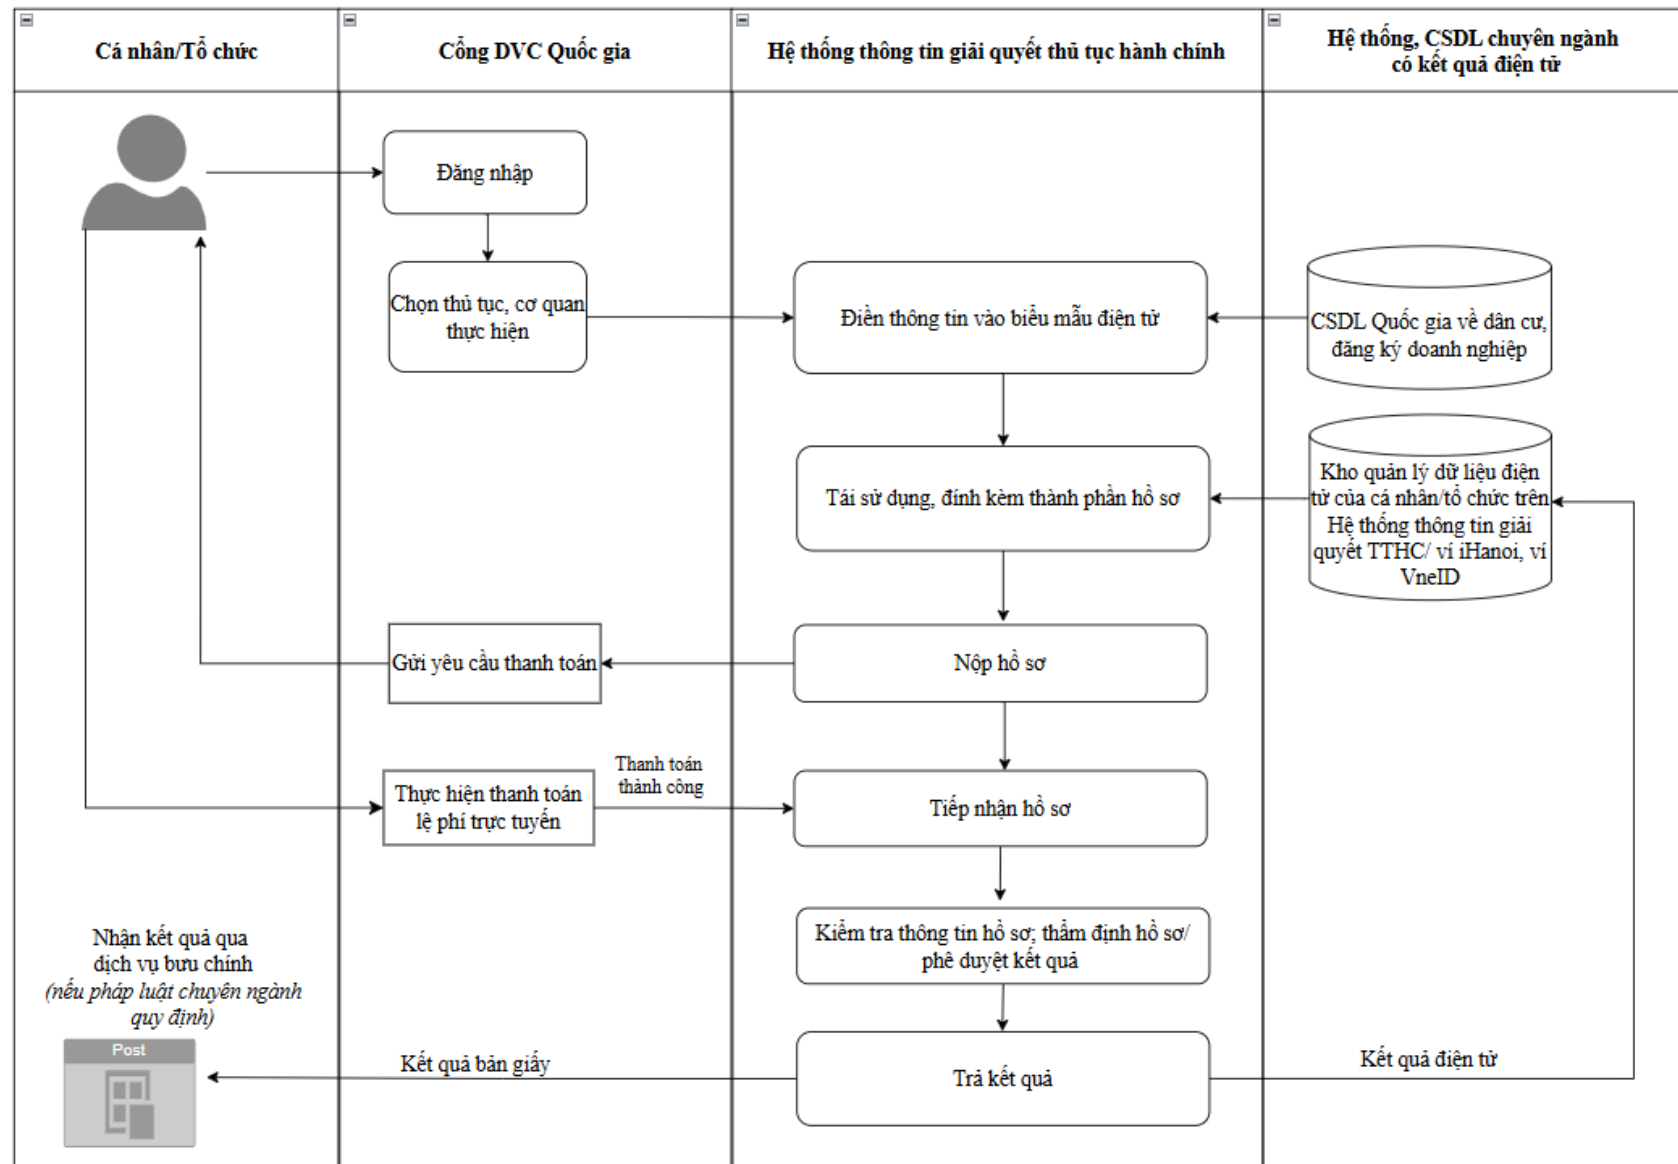 Cá nhân/Tổ chức
Cổng DVC Quốc gia
Hệ thống thông tin giải quyết thủ tục hành chính
Hệ thống, CSDL chuyên ngành
có kết quả điện tử
Đăng nhập
Chọn thủ tục, cơ quan
thực hiện
Điền thông tin vào biểu mẫu điện tử
CSDL Quốc gia về dân cư,
đăng ký doanh nghiệp
Tái sử dụng, đính kèm thành phần hồ sơ
Kho quản lý dữ liệu điện
tử của cá nhân/tổ chức trên
Hệ thống thông tin giải
quyết TTHC/ ví iHanoi, ví
VneID
Gửi yêu cầu thanh toán
Nộp hồ sơ
Thanh toán
thành công
Thực hiện thanh toán
lệ phí trực tuyến
Tiếp nhận hồ sơ
Kiểm tra thông tin hồ sơ; thẩm định hồ sơ/
phê duyệt kết quả
Nhận kết quả qua
dịch vụ bưu chính
(nếu pháp luật chuyên ngành
quy định)
Post
Kết quả bản giấy
Trả kết quả
Kết quả điện tử